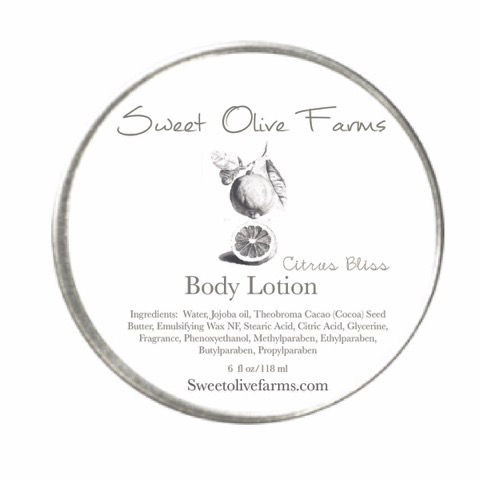 Sweet Olive Farms
Citrus Bliss
Body Lotion
Ingredients: Water, Jojoba oil, Theobroma Cacao (Cocoa) Seed
Butter, Emulsifying Wax NF, Stearic Acid, Citric Acid, Glycerine,
Fragrance, Phenoxyethanol, Methylparaben, Ethylparaben,
Butylparaben, Propylparaben
6 fl oz/118 ml
Sweetolivefarms.com